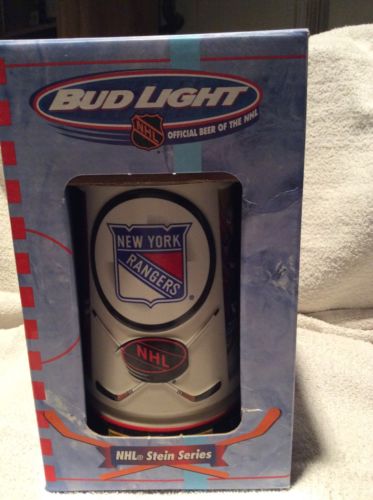 BUD LIGHT
NHL
OFFICIAL BEER OF THE NHL
NEW YORK
RANGERS
®
NHL
NHL® Stein Series